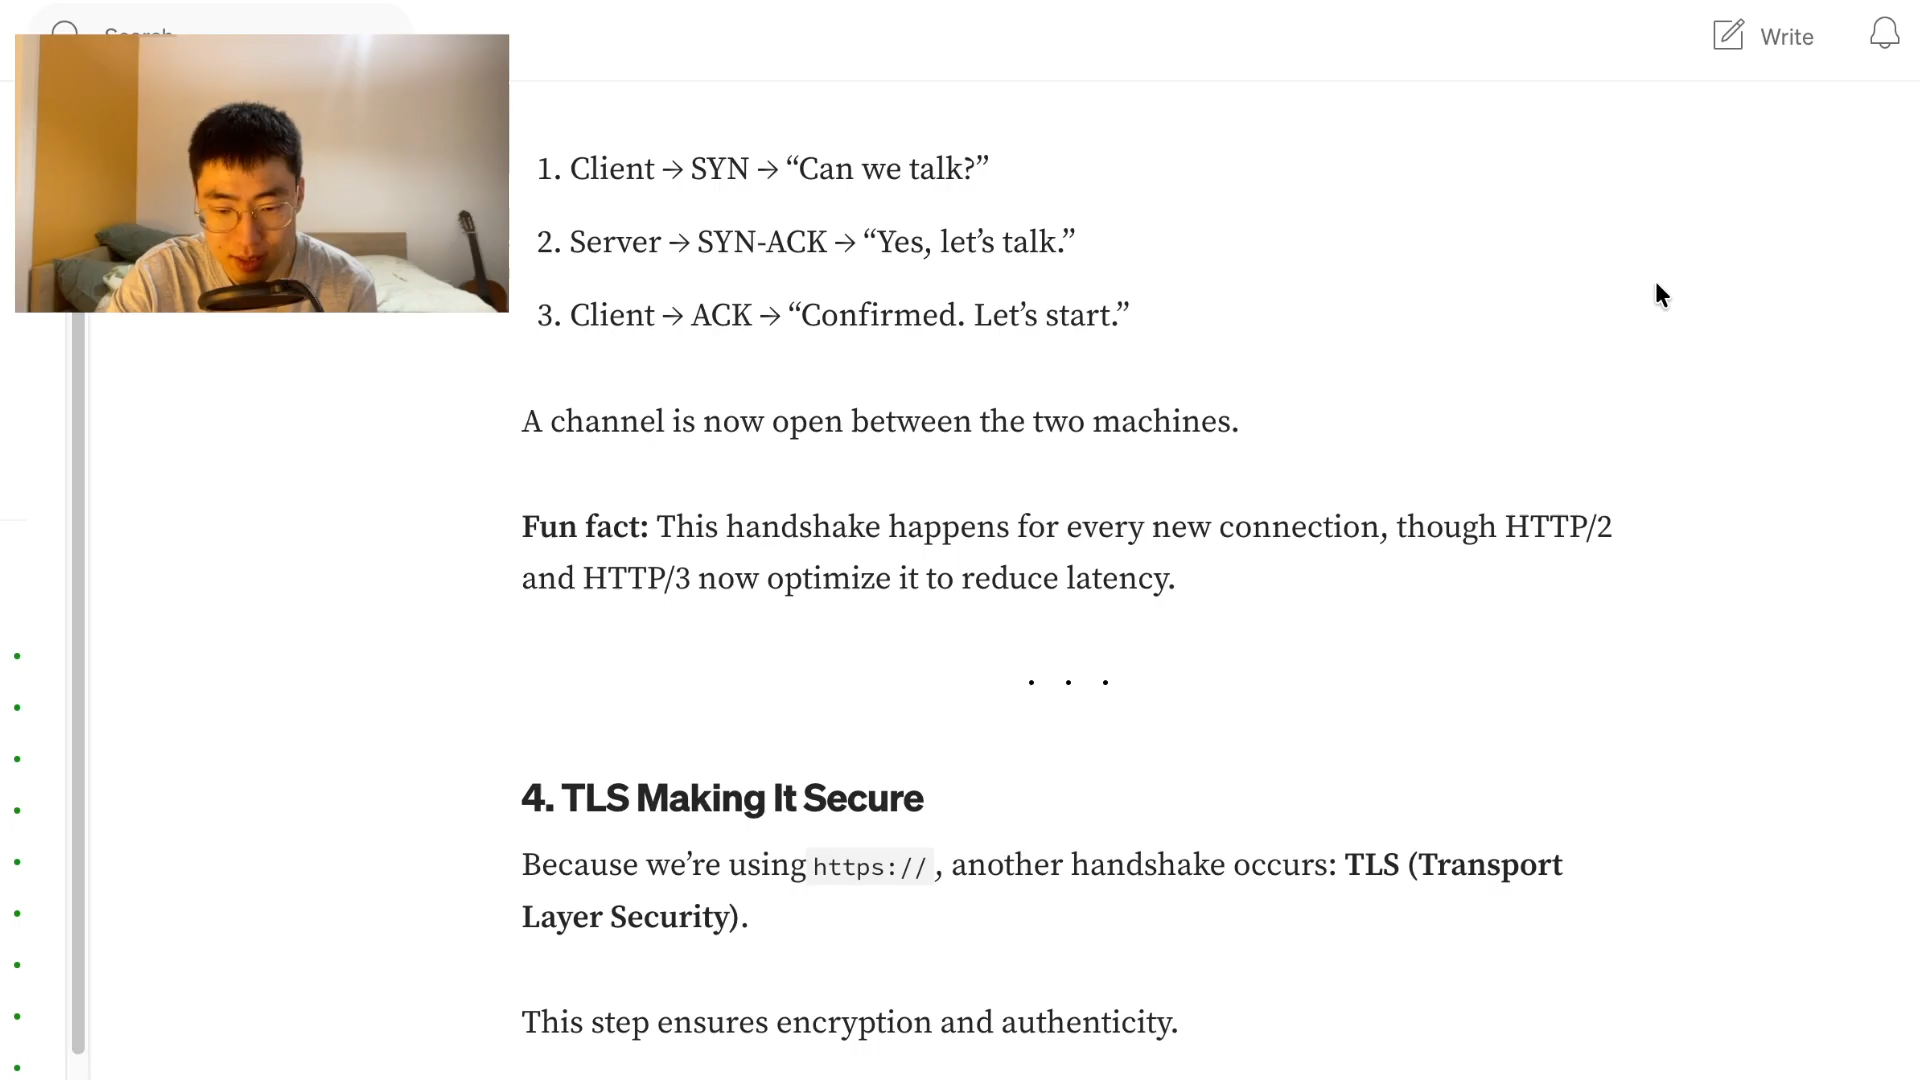 Search
Write
1. Client → SYN → “Can we talk?”
2. Server → SYN-ACK → “Yes, let’s talk.”
3. Client → ACK → “Confirmed. Let’s start.”
A channel is now open between the two machines.
Fun fact: This handshake happens for every new connection, though HTTP/2
and HTTP/3 now optimize it to reduce latency.
. . .
4. TLS Making It Secure
Because we’re using https://, another handshake occurs: TLS (Transport
Layer Security).
This step ensures encryption and authenticity.